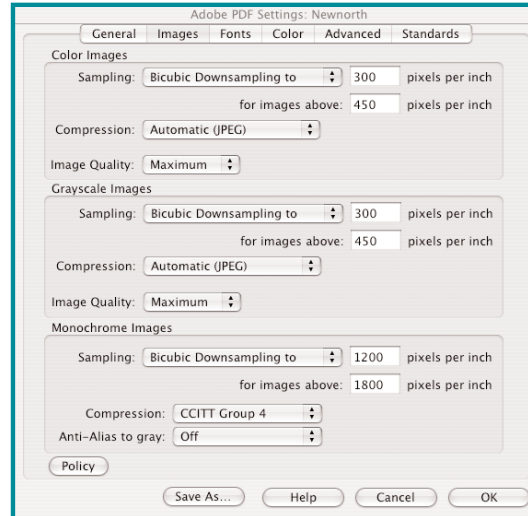 Adobe PDF Settings: Newnorth
General Images Fonts Color Advanced Standards
Color Images
Sampling: Bicubic Downsampling to 300 pixels per inch
for images above: 450 pixels per inch
Compression: Automatic (JPEG)
Image Quality: Maximum
Grayscale Images
Sampling: Bicubic Downsampling to 300 pixels per inch
for images above: 450 pixels per inch
Compression: Automatic (JPEG)
Image Quality: Maximum
Monochrome Images
Sampling: Bicubic Downsampling to 1200 pixels per inch
for images above: 1800 pixels per inch
Compression: CCITT Group 4
Anti-Alias to gray: Off
Policy
Save As... Help Cancel OK